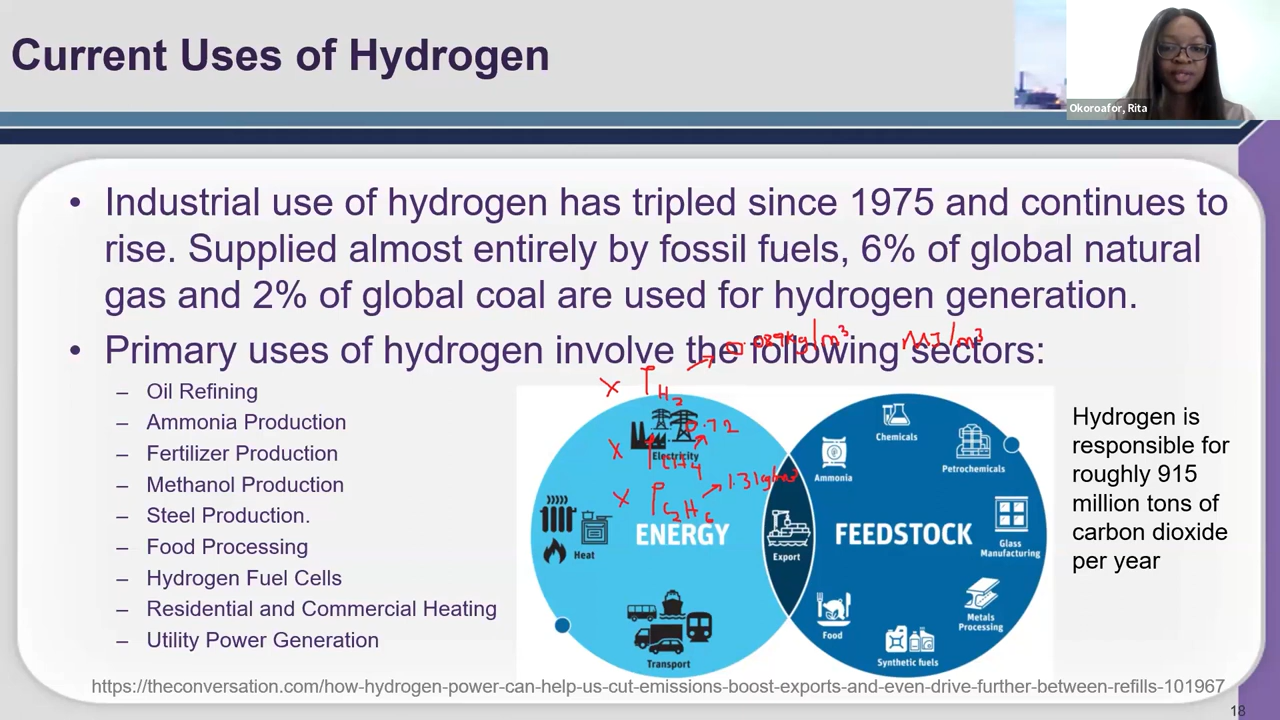 Current Uses of Hydrogen
Okoroafor, Rita
• Industrial use of hydrogen has tripled since 1975 and continues to
rise. Supplied almost entirely by fossil fuels, 6% of global natural
gas and 2% of global coal are used for hydrogen generation.
• Primary uses of hydrogen involve the following sectors:
MJ/m³
– Oil Refining
– Ammonia Production
– Fertilizer Production
– Methanol Production
– Steel Production.
– Food Processing
– Hydrogen Fuel Cells
– Residential and Commercial Heating
– Utility Power Generation
X ρH₂
Electricity
0.72
X ρCH4
X ρC₂H₆
ENERGY
Heat
Transport
Export
FEEDSTOCK
Chemicals
Ammonia
Petrochemicals
Glass
Manufacturing
Metals
Processing
Food
Synthetic fuels
Hydrogen is
responsible for
roughly 915
million tons of
carbon dioxide
per year
https://theconversation.com/how-hydrogen-power-can-help-us-cut-emissions-boost-exports-and-even-drive-further-between-refills-101967
18